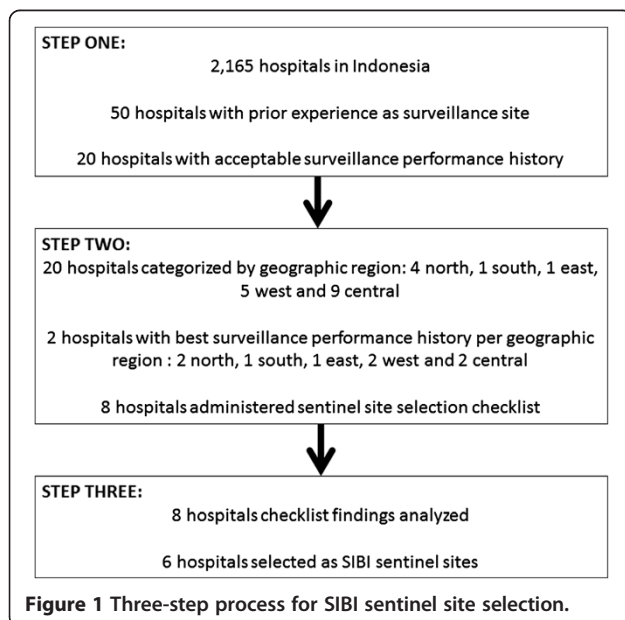 STEP ONE:
2,165 hospitals in Indonesia
50 hospitals with prior experience as surveillance site
20 hospitals with acceptable surveillance performance history
STEP TWO:
20 hospitals categorized by geographic region: 4 north, 1 south, 1 east,
5 west and 9 central
2 hospitals with best surveillance performance history per geographic
region : 2 north, 1 south, 1 east, 2 west and 2 central
8 hospitals administered sentinel site selection checklist
STEP THREE:
8 hospitals checklist findings analyzed
6 hospitals selected as SIBI sentinel sites
Figure 1 Three-step process for SIBI sentinel site selection.